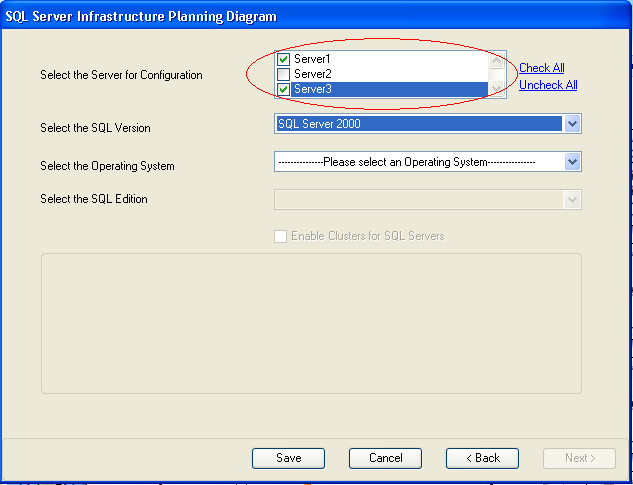 SQL Server Infrastructure Planning Diagram
Select the Server for Configuration
Server1
Server2
Server3
Check All
Uncheck All
Select the SQL Version
SQL Server 2000
Select the Operating System
---------------Please select an Operating System---------------
Select the SQL Edition
Enable Clusters for SQL Servers
Save
Cancel
< Back
Next >